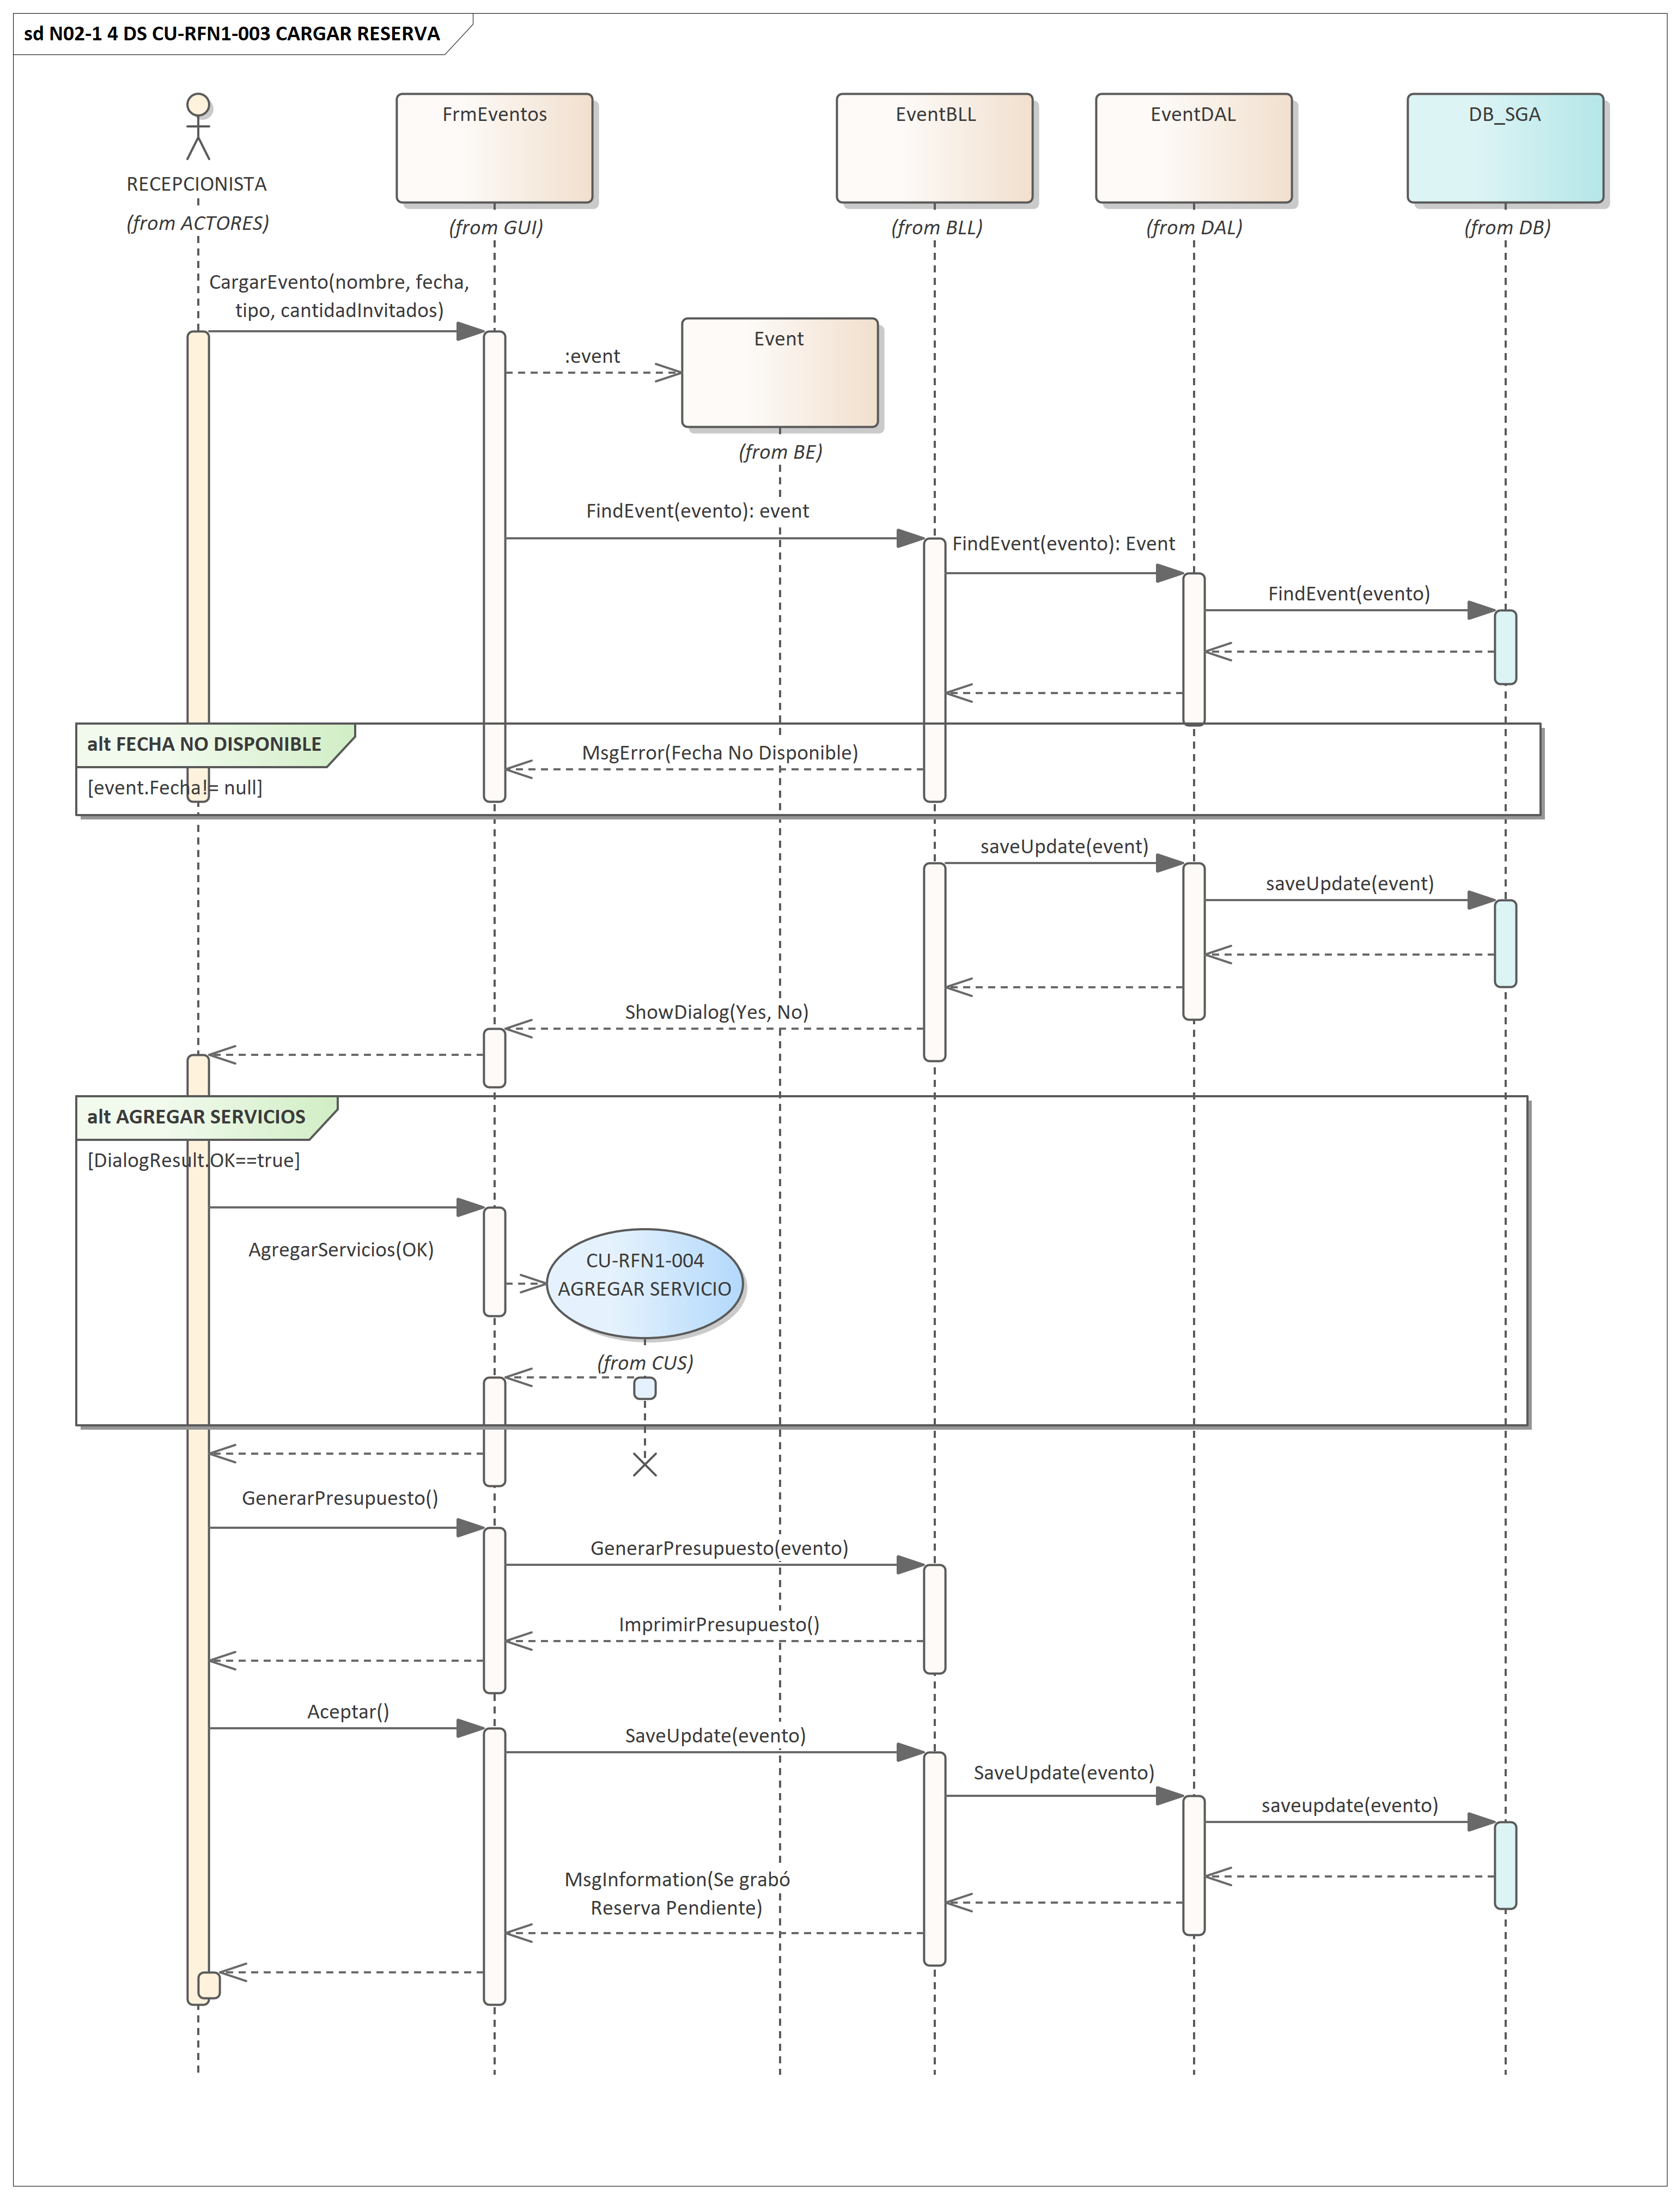 sd N02-1 4 DS CU-RFN1-003 CARGAR RESERVA
RECEPCIONISTA
(from ACTORES)
FrmEventos
(from GUI)
EventBLL
(from BLL)
EventDAL
(from DAL)
DB_SGA
(from DB)
CargarEvento(nombre, fecha,
tipo, cantidadInvitados)
:event
Event
(from BE)
FindEvent(evento): event
FindEvent(evento): Event
FindEvent(evento)
alt FECHA NO DISPONIBLE
MsgError(Fecha No Disponible)
[event.Fecha!= null]
saveUpdate(event)
saveUpdate(event)
ShowDialog(Yes, No)
alt AGREGAR SERVICIOS
[DialogResult.OK==true]
AgregarServicios(OK)
CU-RFN1-004
AGREGAR SERVICIO
(from CUS)
GenerarPresupuesto()
GenerarPresupuesto(evento)
ImprimirPresupuesto()
Aceptar()
SaveUpdate(evento)
SaveUpdate(evento)
saveupdate(evento)
MsgInformation(Se grabó
Reserva Pendiente)